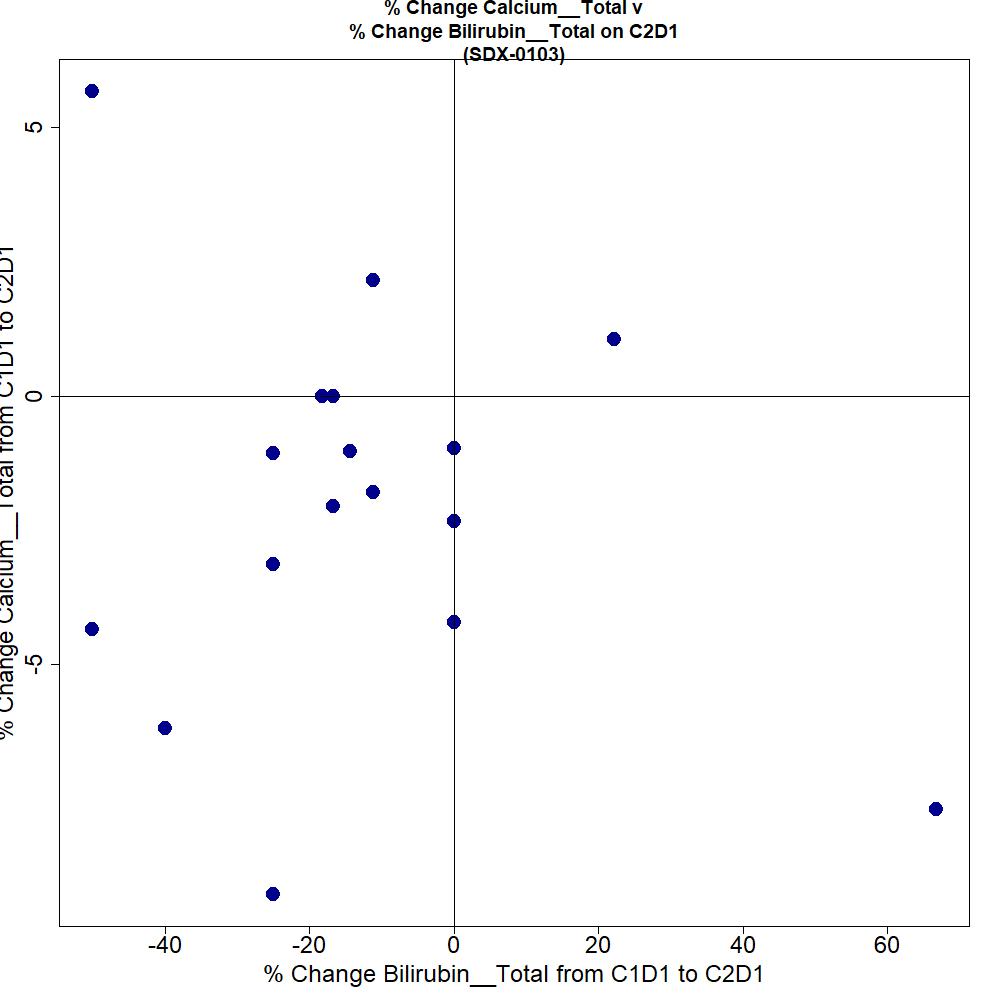 % Change Calcium__Total v
% Change Bilirubin__Total on C2D1
(SDX-0103)
% Change Calcium__Total from C1D1 to C2D1
5
0
-5
-40 -20 0 20 40 60
% Change Bilirubin__Total from C1D1 to C2D1